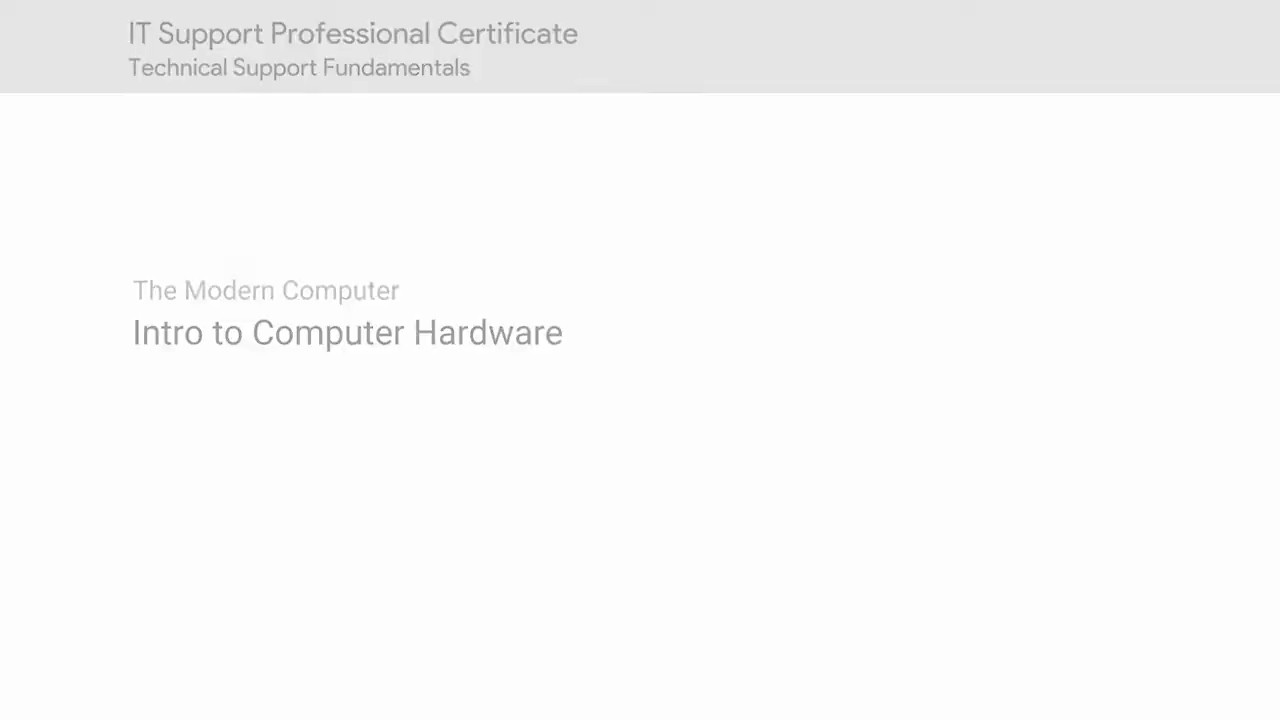 IT Support Professional Certificate
Technical Support Fundamentals
The Modern Computer
Intro to Computer Hardware